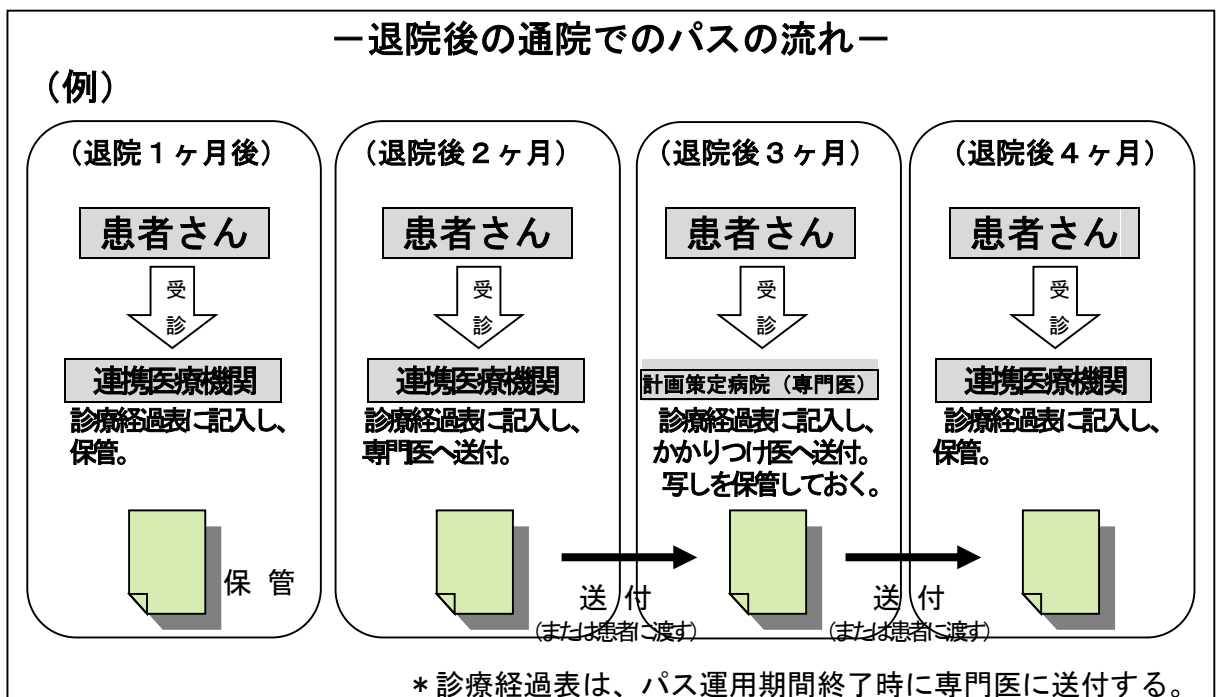 －退院後の通院でのパスの流れ－
（例）
（退院１ヶ月後）
患者さん
受
診
連携医療機関
診療経過表に記入し、
保管。
保 管
（退院後２ヶ月）
患者さん
受
診
連携医療機関
診療経過表に記入し、
専門医へ送付。
送 付
（または患者に渡す）
（退院後３ヶ月）
患者さん
受
診
計画策定病院（専門医）
診療経過表に記入し、
かかりつけ医へ送付。
写しを保管しておく。
送 付
（または患者に渡す）
（退院後４ヶ月）
患者さん
受
診
連携医療機関
診療経過表に記入し、
保管。
＊診療経過表は、パス運用期間終了時に専門医に送付する。